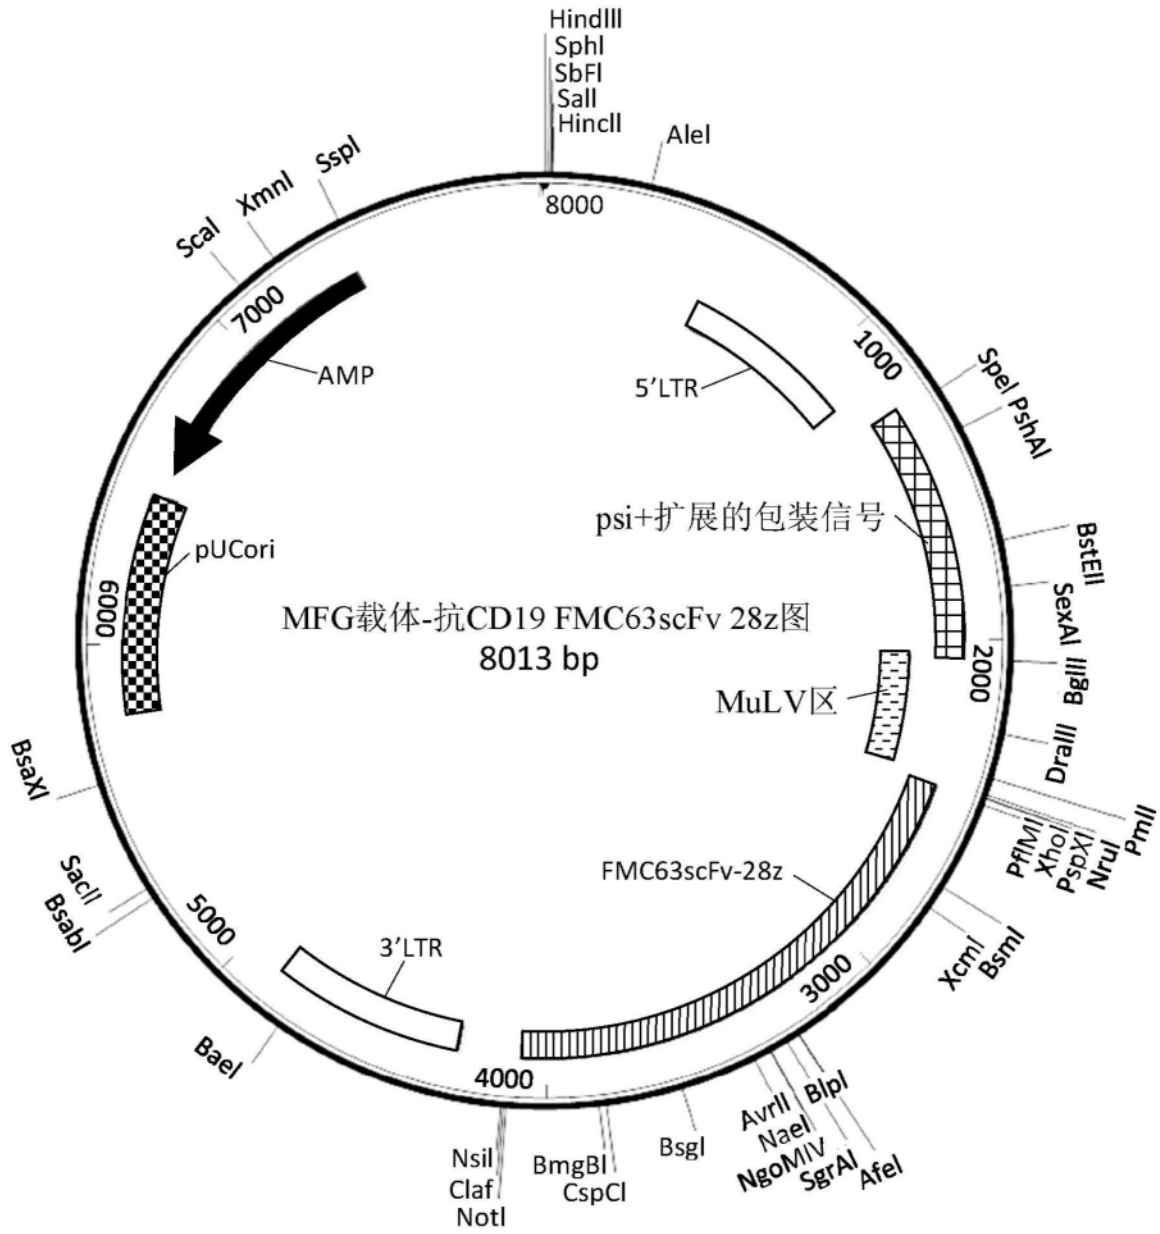 HindIII
SphI
SbFI
SalI
HincII
AleI
8000
SspI
XmnI
ScaI
7000
AMP
5'LTR
1000
SpeI
PshAI
psi+扩展的包装信号
BstEII
SexAI
BglII
2000
pUCori
6000
MFG载体-抗CD19 FMC63scFv 28z图
8013 bp
MuLV区
DraIII
PmlI
NruI
PspXI
XhoI
PflMI
BsaXI
FMC63scFv-28z
SacII
BsabI
5000
3'LTR
3000
XcmI
BsmI
BaeI
4000
BlpI
AvrII
NaeI
NgoMIV
SgrAI
AfeI
BsgI
NsiI
BmgBI
CspCI
Claf
NotI